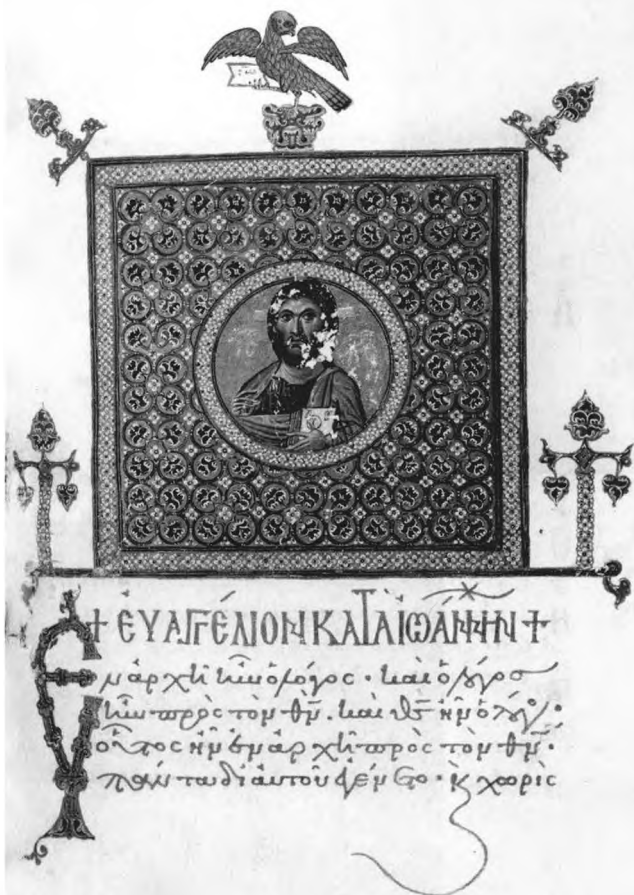 + ΕΥΑΓΓΕΛΙΟΝ ΚΑΤΑ ΙΩΑΝΝΗΝ +
Ἐν ἀρχῆ ἦν ὁ λόγος · καὶ ὁ λόγος
ἦν πρὸς τὸν θν̅ · καὶ θς̅ ἦν ὁ λόγος ·
οὗτος ἦν ἐν ἀρχῆ πρὸς τὸν θν̅ ·
πάντα δι αὐτοῦ ἐγένετο · κ χωρὶς